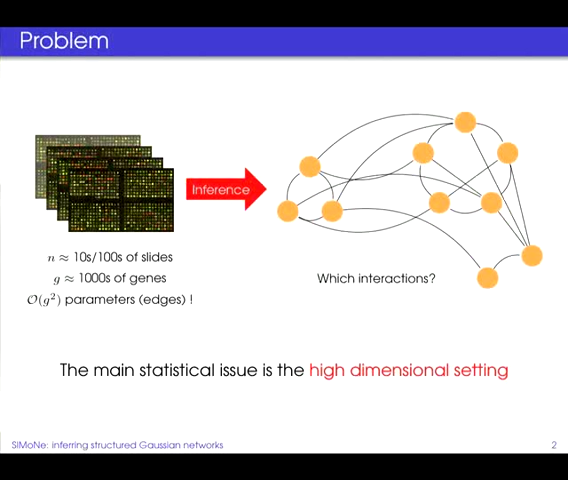 Problem
Inference
n ≈ 10s/100s of slides
g ≈ 1000s of genes
O(g²) parameters (edges) !
Which interactions?
The main statistical issue is the high dimensional setting
SIMoNe: inferring structured Gaussian networks
2